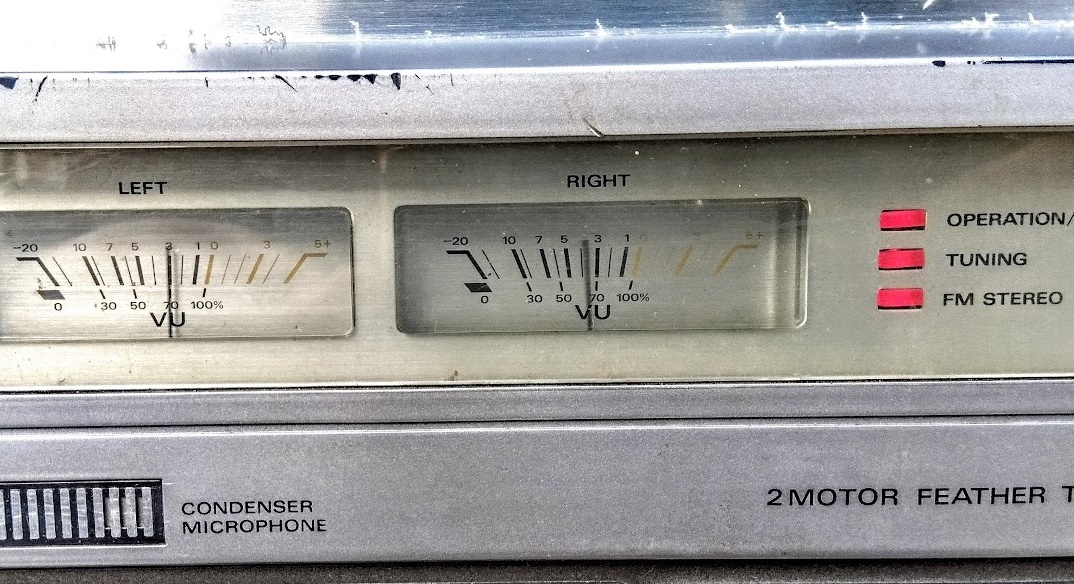 LEFT
-20 10 7 5 3 1 0 3 5+
0 30 50 70 100%
VU
RIGHT
-20 10 7 5 3 1 0 5+
0 30 50 70 100%
VU
OPERATION/
TUNING
FM STEREO
CONDENSER
MICROPHONE
2 MOTOR FEATHER T